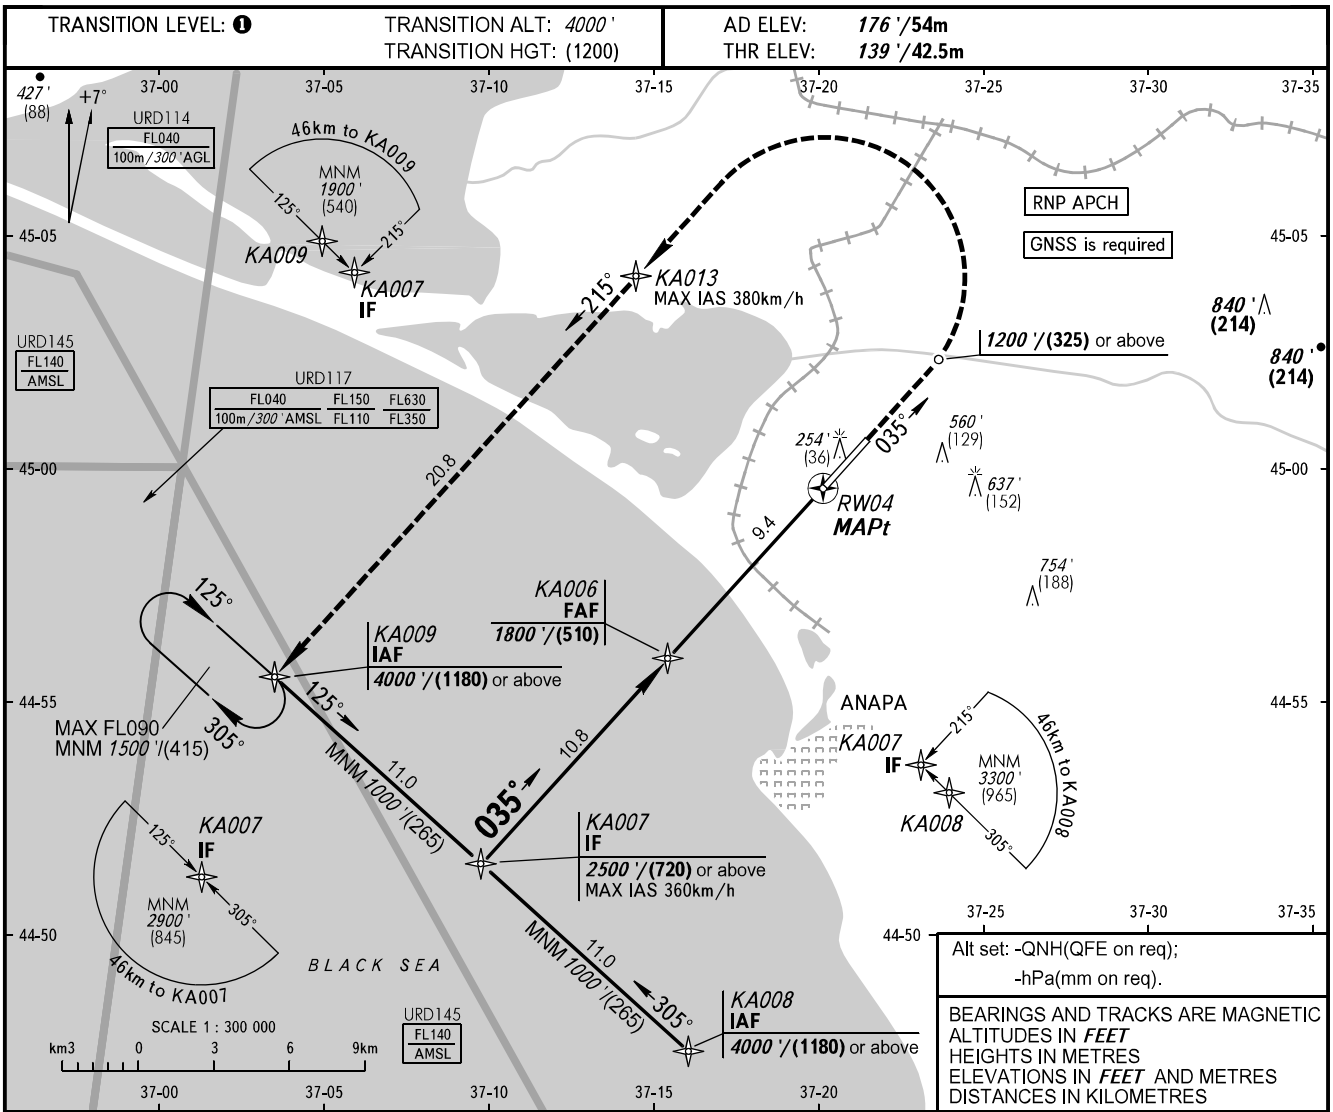 TRANSITION LEVEL: ❶
TRANSITION ALT: 4000 '
TRANSITION HGT: (1200)
AD ELEV: 176 '/54m
THR ELEV: 139 '/42.5m
37-00
37-05
37-10
37-15
37-20
37-25
37-30
37-35
427 '
(88)
+7°
URD114
FL040
100m/300 'AGL
46km to KA009
MNM
1900 '
(540)
125°
215°
KA009
KA007
IF
45-05
RNP APCH
GNSS is required
45-05
KA013
MAX IAS 380km/h
215°
840 '
(214)
840 '
(214)
1200 '/(325) or above
URD145
FL140
AMSL
URD117
FL040
100m/300 'AMSL
FL150
FL110
FL630
FL350
035°
254 '
(36)
560 '
(129)
637 '
(152)
45-00
45-00
20.8
RW04
MAPt
9.4
754 '
(188)
KA006
FAF
1800 '/(510)
125°
305°
KA009
IAF
4000 '/(1180) or above
44-55
44-55
MAX FL090
MNM 1500 '/(415)
125°
11.0
MNM 1000 '/(265)
10.8
035°
ANAPA
KA007
IF
215°
MNM
3300 '
(965)
46km to KA008
KA008
305°
KA007
IF
125°
MNM
2900 '
(845)
305°
46km to KA007
KA007
IF
2500 '/(720) or above
MAX IAS 360km/h
37-25
37-30
37-35
44-50
44-50
BLACK SEA
11.0
MNM 1000 '/(265)
305°
KA008
IAF
4000 '/(1180) or above
URD145
FL140
AMSL
SCALE 1 : 300 000
km3 0 3 6 9km
37-00
37-05
37-10
37-15
37-20
Alt set: -QNH(QFE on req);
-hPa(mm on req).
BEARINGS AND TRACKS ARE MAGNETIC
ALTITUDES IN FEET
HEIGHTS IN METRES
ELEVATIONS IN FEET AND METRES
DISTANCES IN KILOMETRES